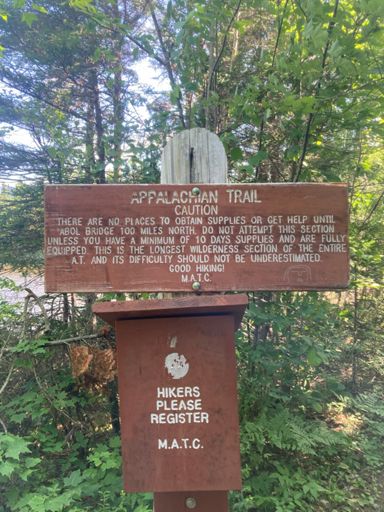 APPALACHIAN TRAIL
CAUTION
THERE ARE NO PLACES TO OBTAIN SUPPLIES OR GET HELP UNTIL
ABOL BRIDGE 100 MILES NORTH. DO NOT ATTEMPT THIS SECTION
UNLESS YOU HAVE A MINIMUM OF 10 DAYS SUPPLIES AND ARE FULLY
EQUIPPED. THIS IS THE LONGEST WILDERNESS SECTION OF THE ENTIRE
A.T. AND ITS DIFFICULTY SHOULD NOT BE UNDERESTIMATED.
GOOD HIKING!
M.A.T.C.
HIKERS
PLEASE
REGISTER
M.A.T.C.